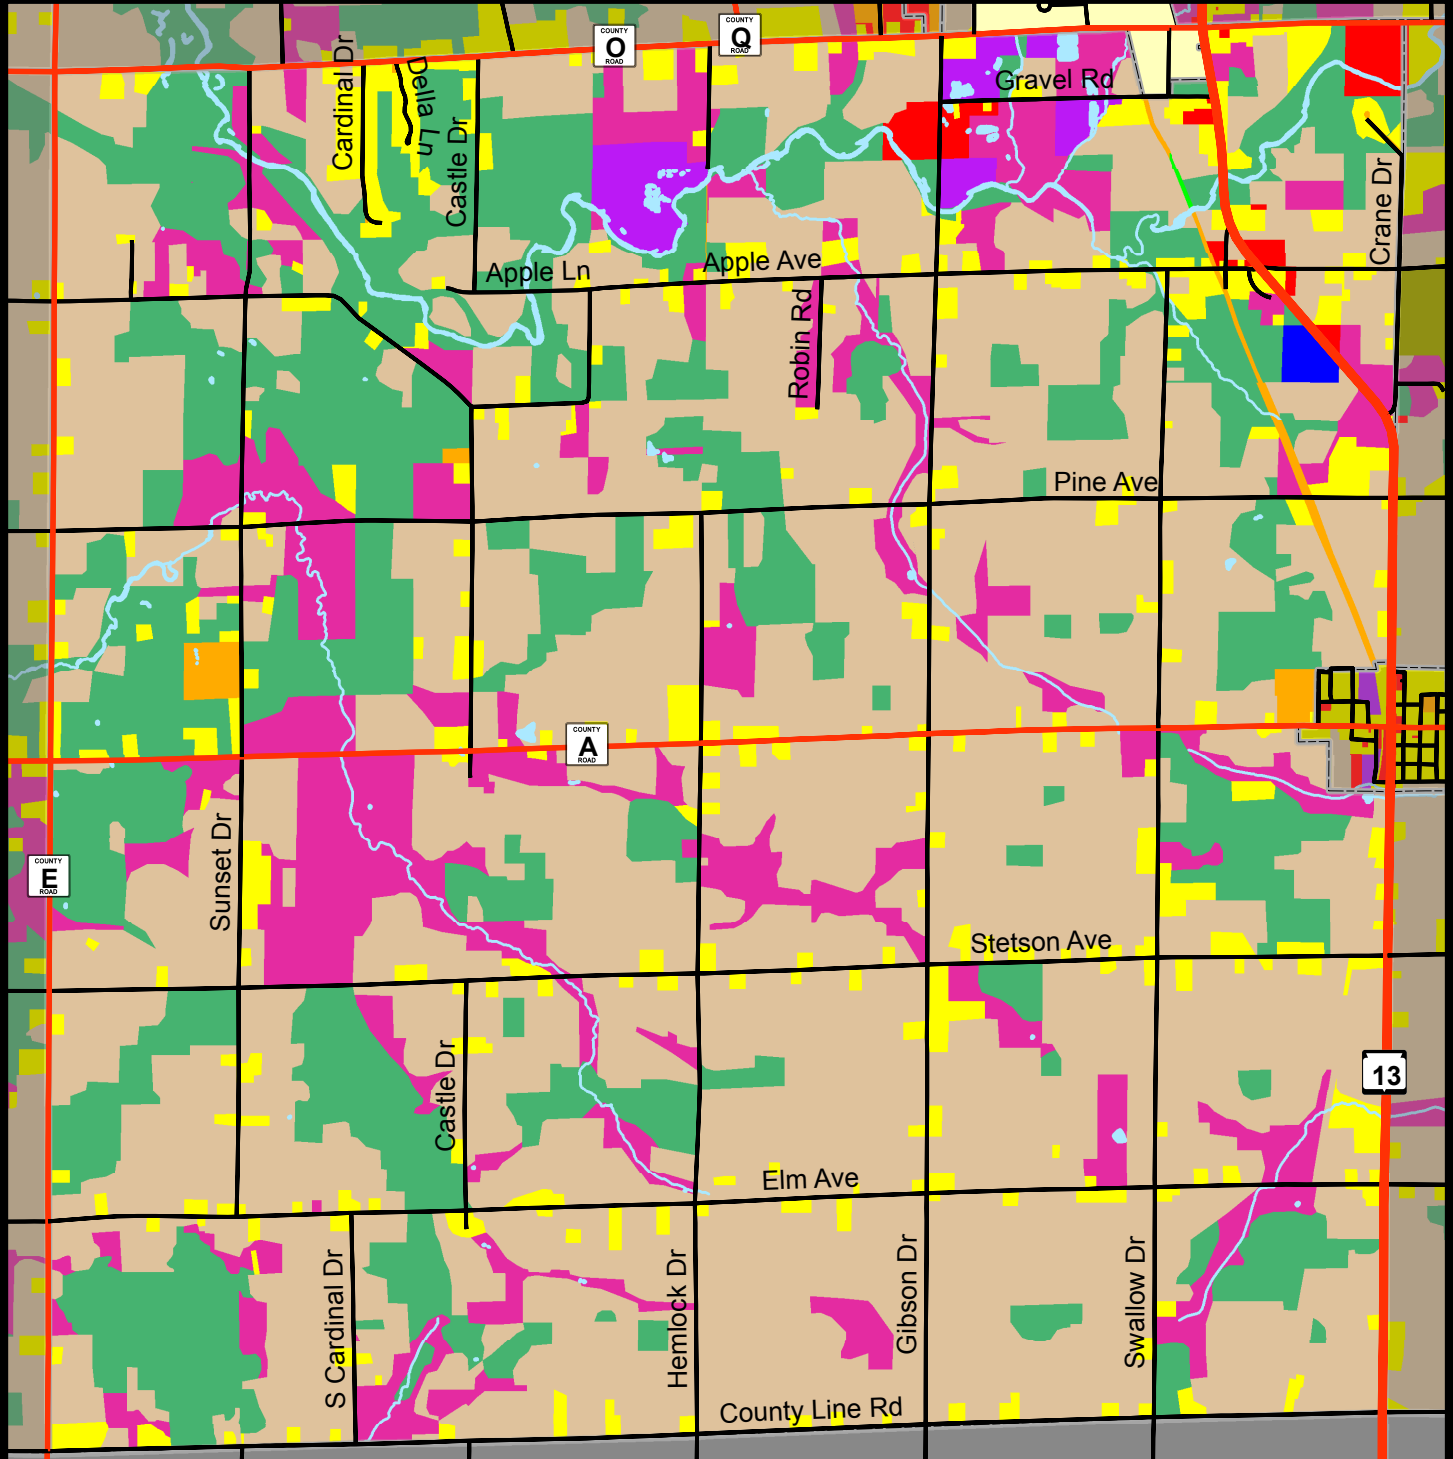 COUNTY
O
ROAD
COUNTY
Q
ROAD
Cardinal Dr
Della Ln
Castle Dr
Gravel Rd
Crane Dr
Apple Ln
Apple Ave
Robin Rd
Pine Ave
COUNTY
A
ROAD
COUNTY
E
ROAD
Sunset Dr
Stetson Ave
Castle Dr
13
Elm Ave
S Cardinal Dr
Hemlock Dr
Gibson Dr
Swallow Dr
County Line Rd